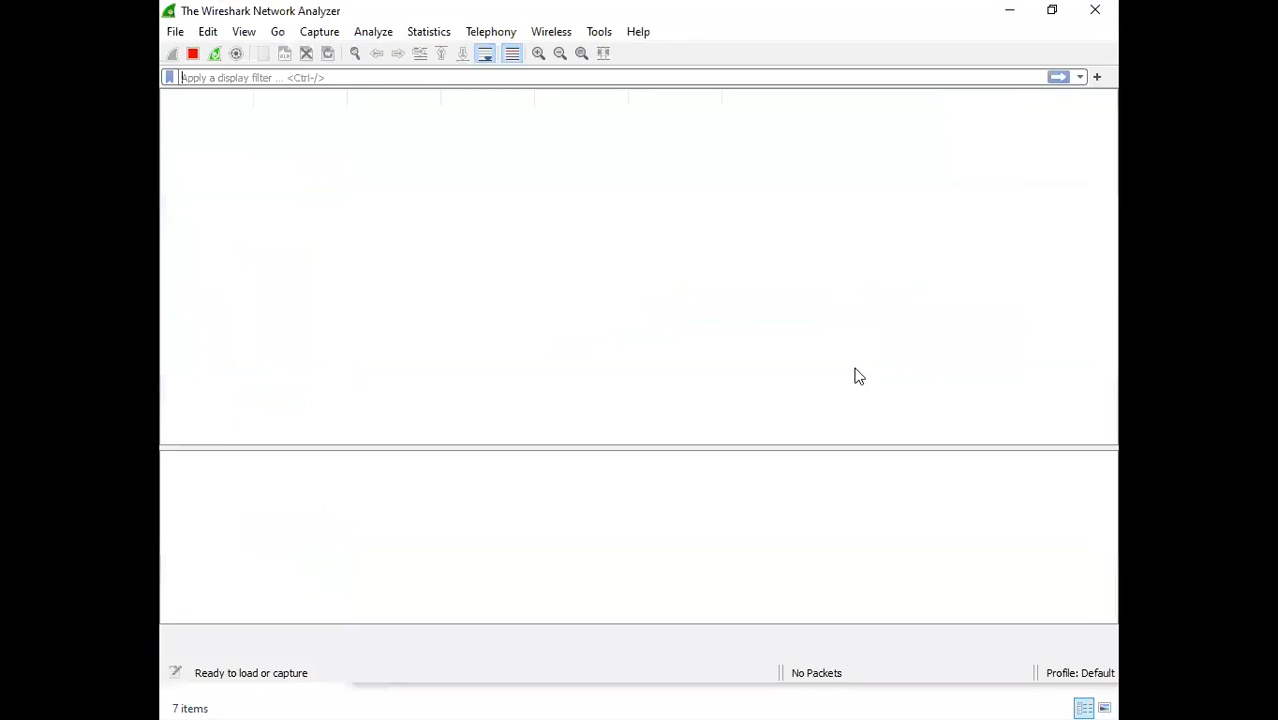 The Wireshark Network Analyzer
File Edit View Go Capture Analyze Statistics Telephony Wireless Tools Help
Apply a display filter ... <Ctrl-/>
Ready to load or capture No Packets Profile: Default
7 items